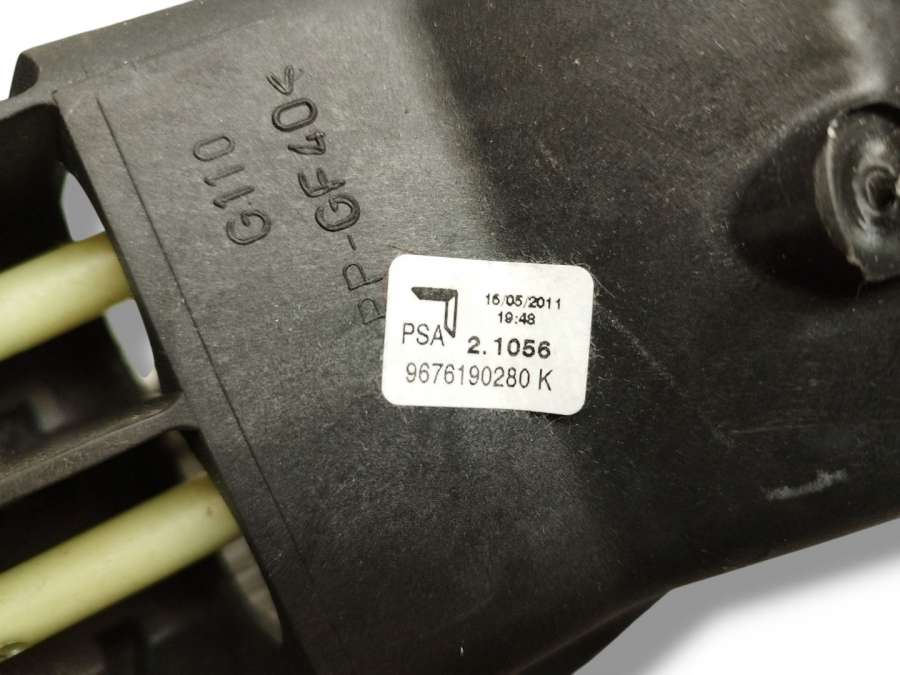 G110
PP-GF40<
16/05/2011
19:48
PSA 2.1056
9676190280 K